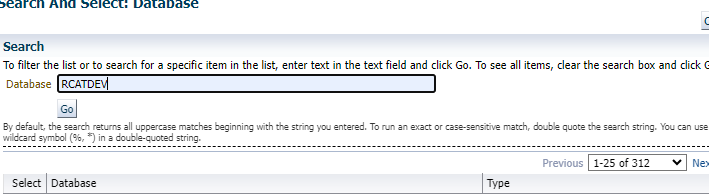 Search And Select: Database
Search
To filter the list or to search for a specific item in the list, enter text in the text field and click Go. To see all items, clear the search box and click
Database RCATDEV
Go
By default, the search returns all uppercase matches beginning with the string you entered. To run an exact or case-sensitive match, double quote the search string. You can use
wildcard symbol (%, *) in a double-quoted string.
Previous 1-25 of 312
Select Database Type